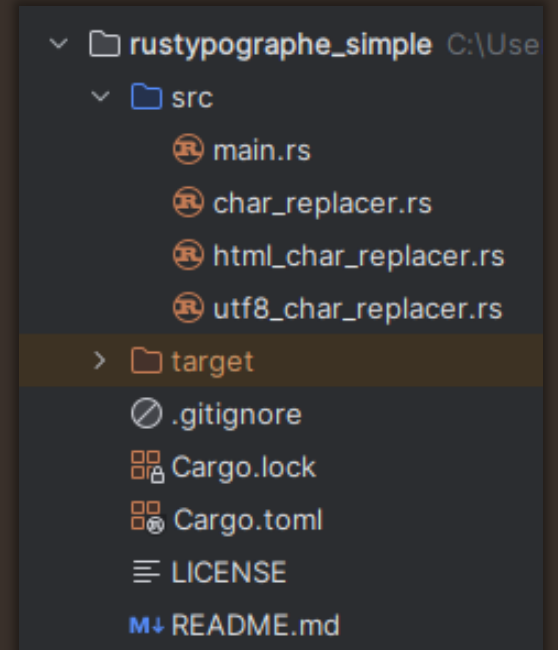 rustypographe_simple C:\Use
src
main.rs
char_replacer.rs
html_char_replacer.rs
utf8_char_replacer.rs
target
.gitignore
Cargo.lock
Cargo.toml
LICENSE
M↓ README.md